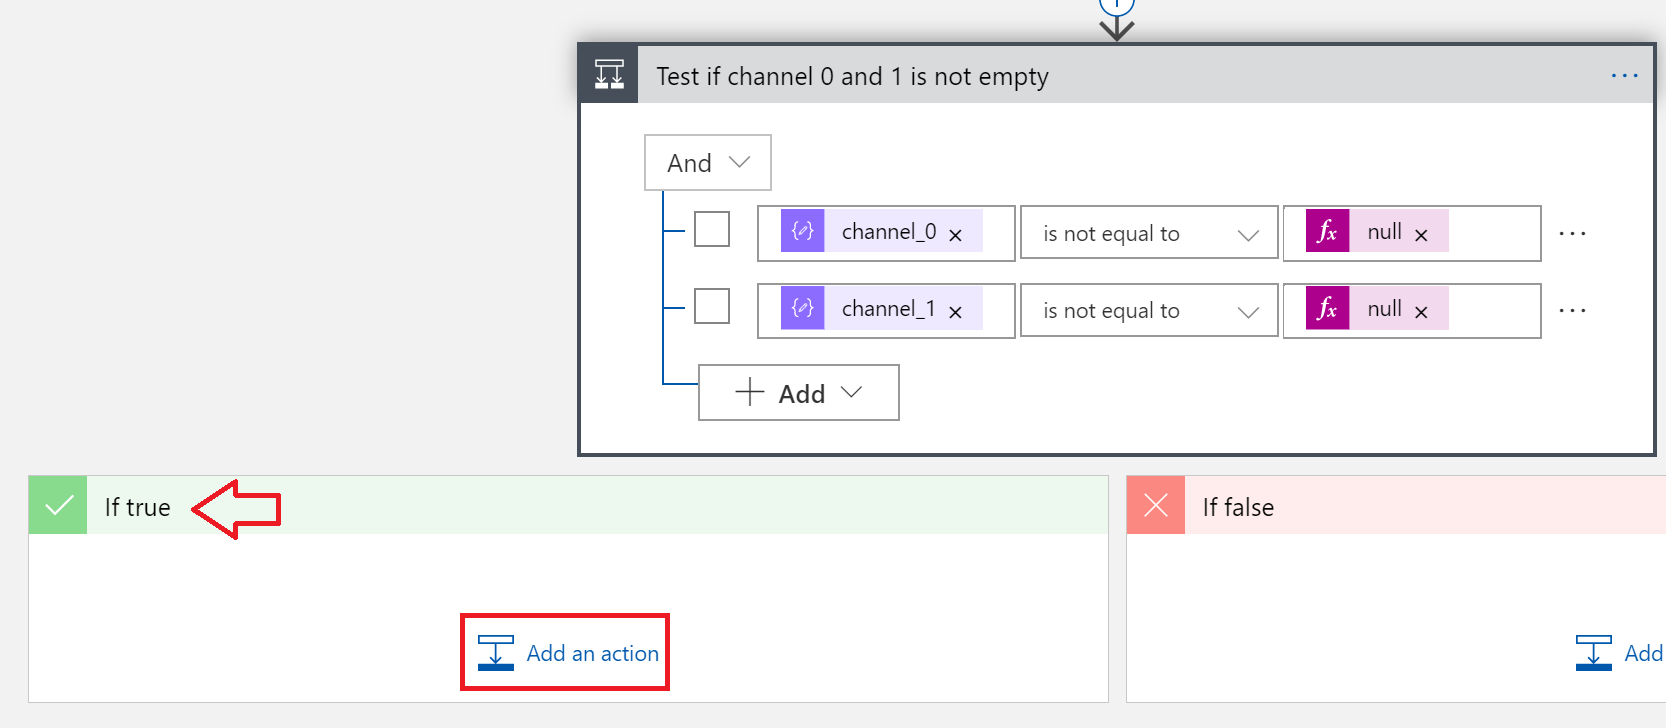 Test if channel 0 and 1 is not empty
And
channel_0 × is not equal to fx null × ...
channel_1 × is not equal to fx null × ...
+ Add
If true
If false
Add an action
Add